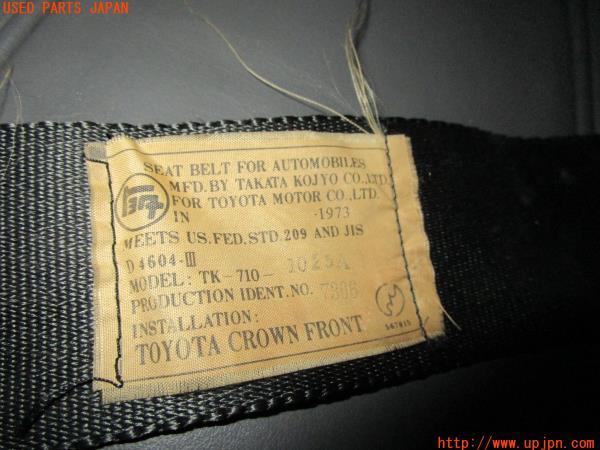 USED PARTS JAPAN
SEAT BELT FOR AUTOMOBILES
MFD. BY TAKATA KOJYO CO., LTD.
FOR TOYOTA MOTOR CO., LTD.
IN -1973
MEETS US. FED. STD. 209 AND JIS
D 4604-III
MODEL: TK-710- 1025A
PRODUCTION IDENT. NO.
INSTALLATION:
TOYOTA CROWN FRONT
http://www.upjpn.com/